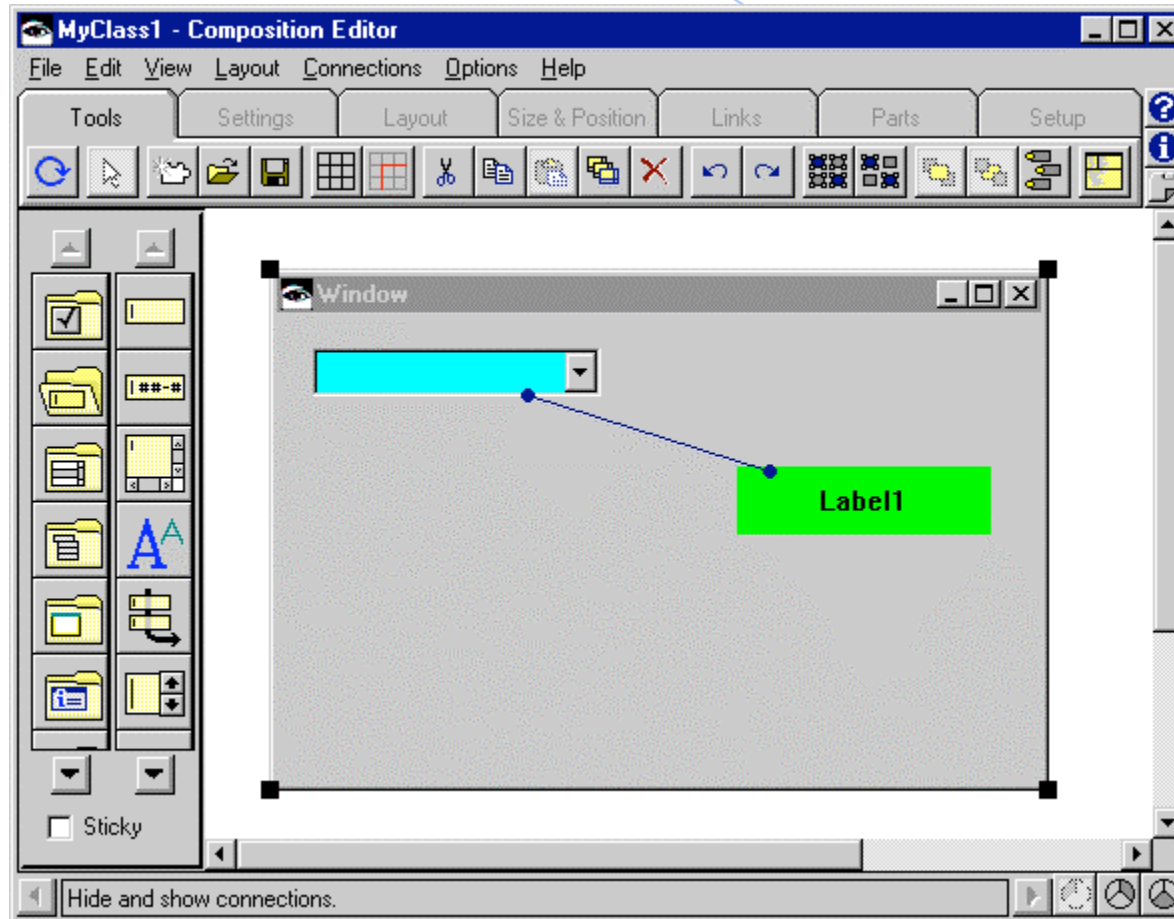 MyClass1 - Composition Editor
File Edit View Layout Connections Options Help
Tools Settings Layout Size & Position Links Parts Setup
Window
##-#
Label1
Sticky
Hide and show connections.